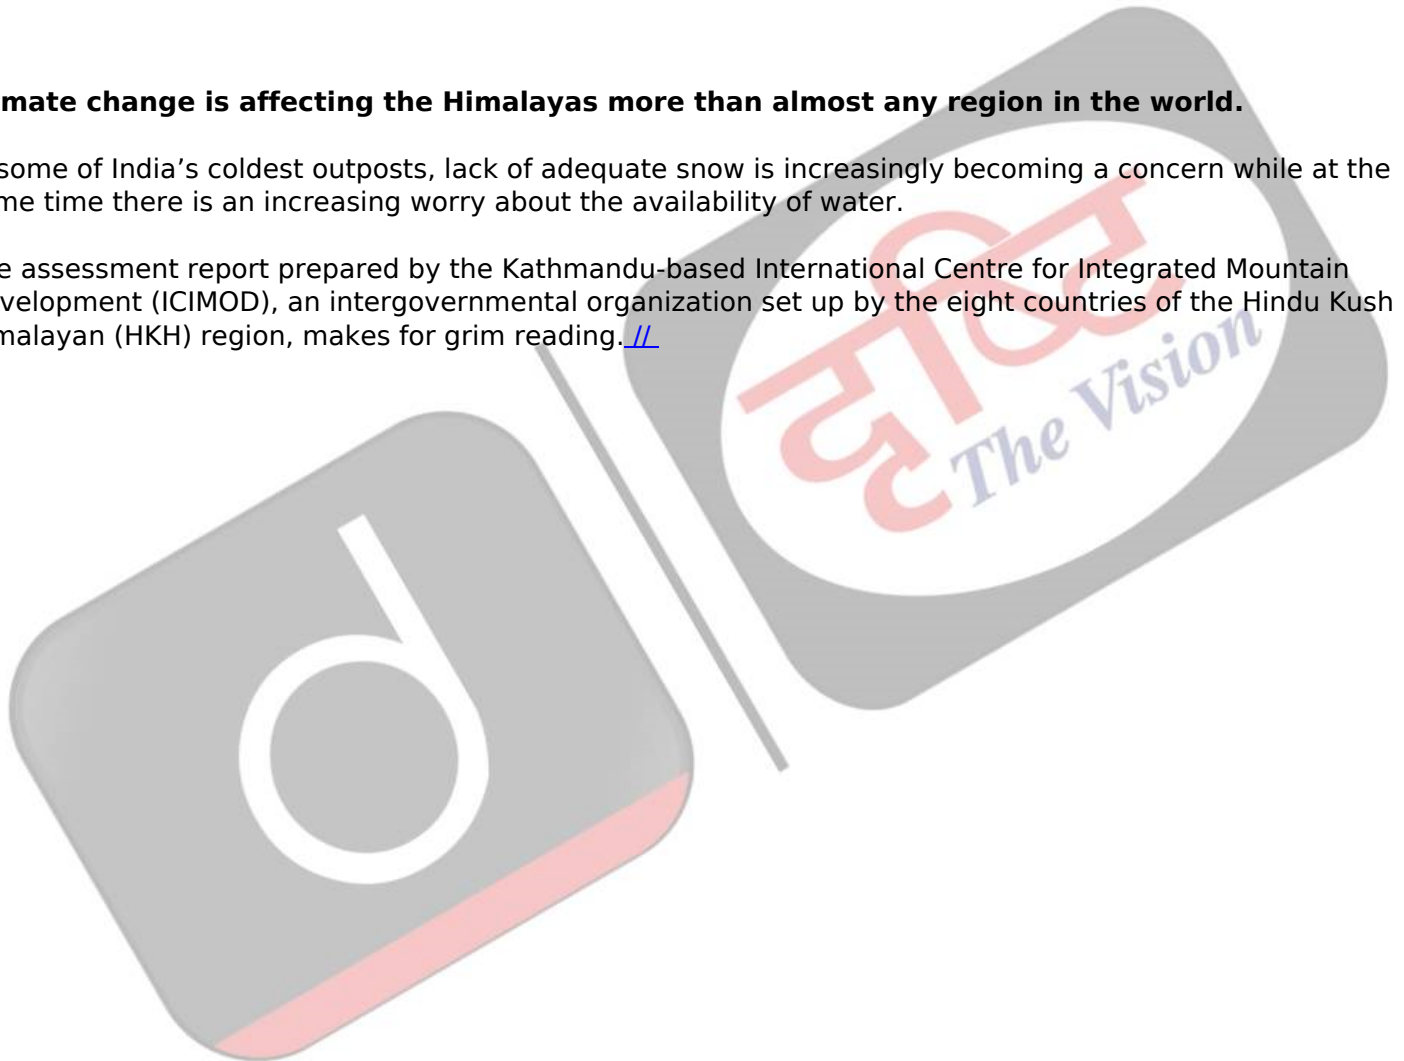 mate change is affecting the Himalayas more than almost any region in the world.
some of India’s coldest outposts, lack of adequate snow is increasingly becoming a concern while at the
me time there is an increasing worry about the availability of water.
e assessment report prepared by the Kathmandu-based International Centre for Integrated Mountain
velopment (ICIMOD), an intergovernmental organization set up by the eight countries of the Hindu Kush
malayan (HKH) region, makes for grim reading. //
दृष्टि
The Vision
d